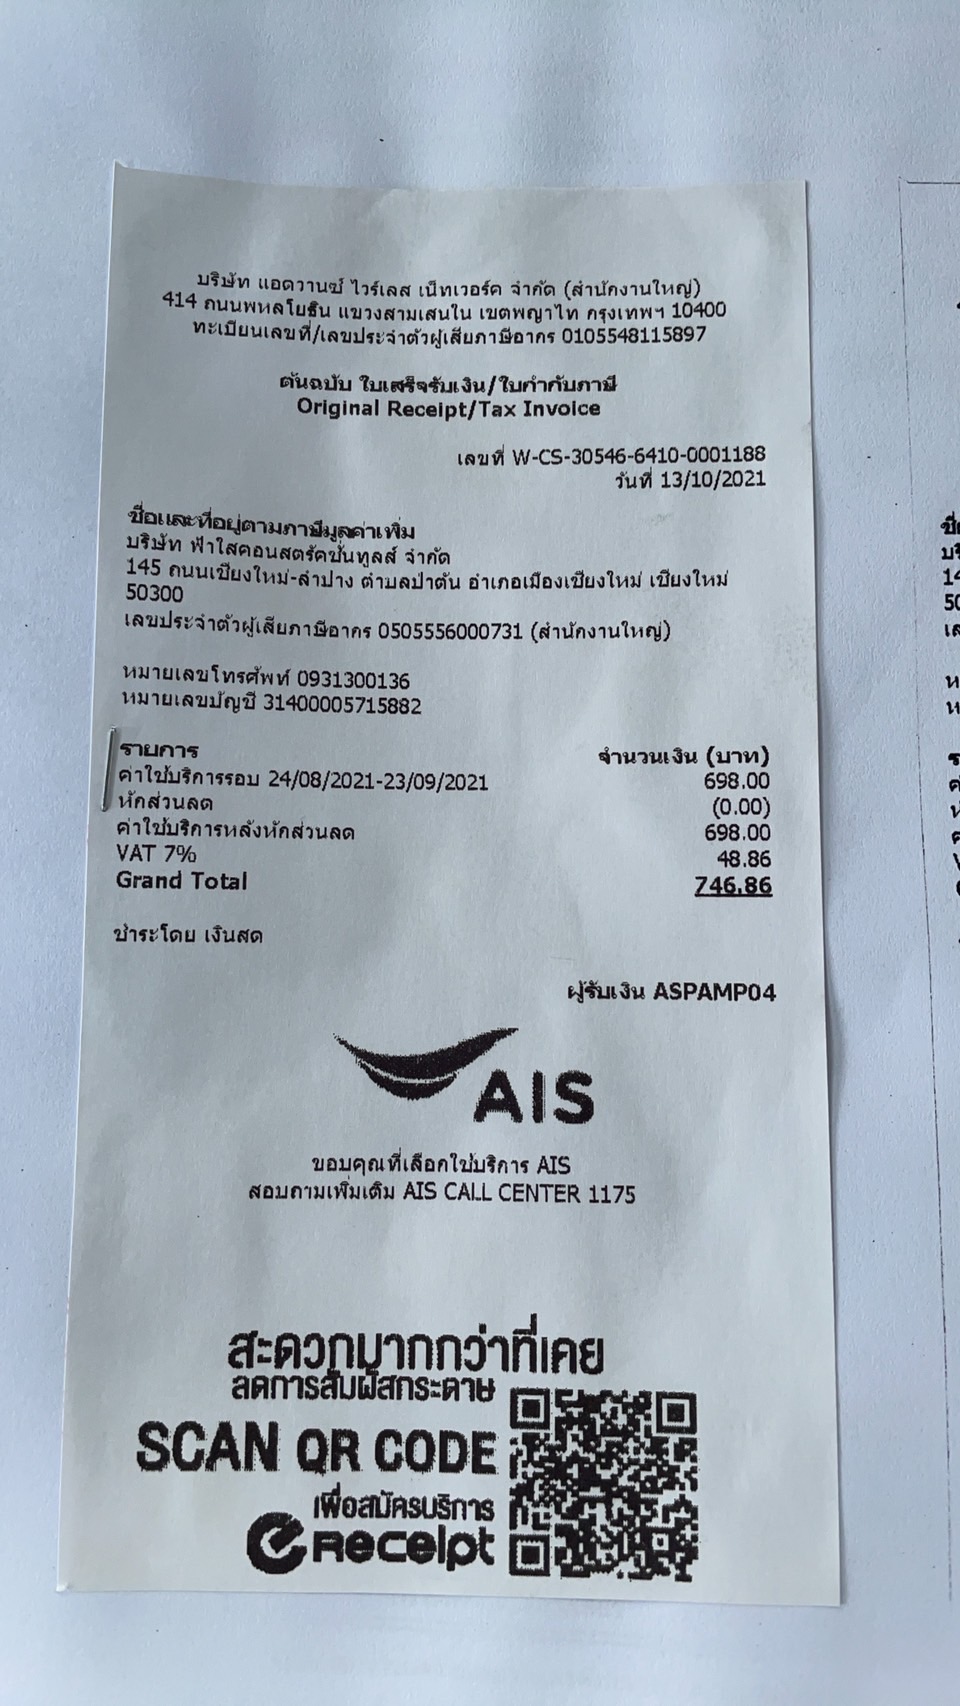 บริษัท แอดวานซ์ ไวร์เลส เน็ทเวอร์ค จำกัด (สำนักงานใหญ่)
414 ถนนพหลโยธิน แขวงสามเสนใน เขตพญาไท กรุงเทพฯ 10400
ทะเบียนเลขที่/เลขประจำตัวผู้เสียภาษีอากร 0105548115897
ต้นฉบับ ใบเสร็จรับเงิน/ใบกำกับภาษี
Original Receipt/Tax Invoice
เลขที่ W-CS-30546-6410-0001188
วันที่ 13/10/2021
ชื่อและที่อยู่ตามภาษีมูลค่าเพิ่ม
บริษัท ฟ้าใสคอนสตรัคชั่นทูลส์ จำกัด
145 ถนนเชียงใหม่-ลำปาง ตำบลป่าตัน อำเภอเมืองเชียงใหม่ เชียงใหม่
50300
เลขประจำตัวผู้เสียภาษีอากร 0505556000731 (สำนักงานใหญ่)
หมายเลขโทรศัพท์ 0931300136
หมายเลขบัญชี 31400005715882
รายการ จำนวนเงิน (บาท)
ค่าใช้บริการรอบ 24/08/2021-23/09/2021 698.00
หักส่วนลด (0.00)
ค่าใช้บริการหลังหักส่วนลด 698.00
VAT 7% 48.86
Grand Total 746.86
ชำระโดย เงินสด
ผู้รับเงิน ASPAMP04
AIS
ขอบคุณที่เลือกใช้บริการ AIS
สอบถามเพิ่มเติม AIS CALL CENTER 1175
สะดวกมากกว่าที่เคย
ลดการสัมผัสกระดาษ
SCAN QR CODE
เพื่อสมัครบริการ
eReceipt